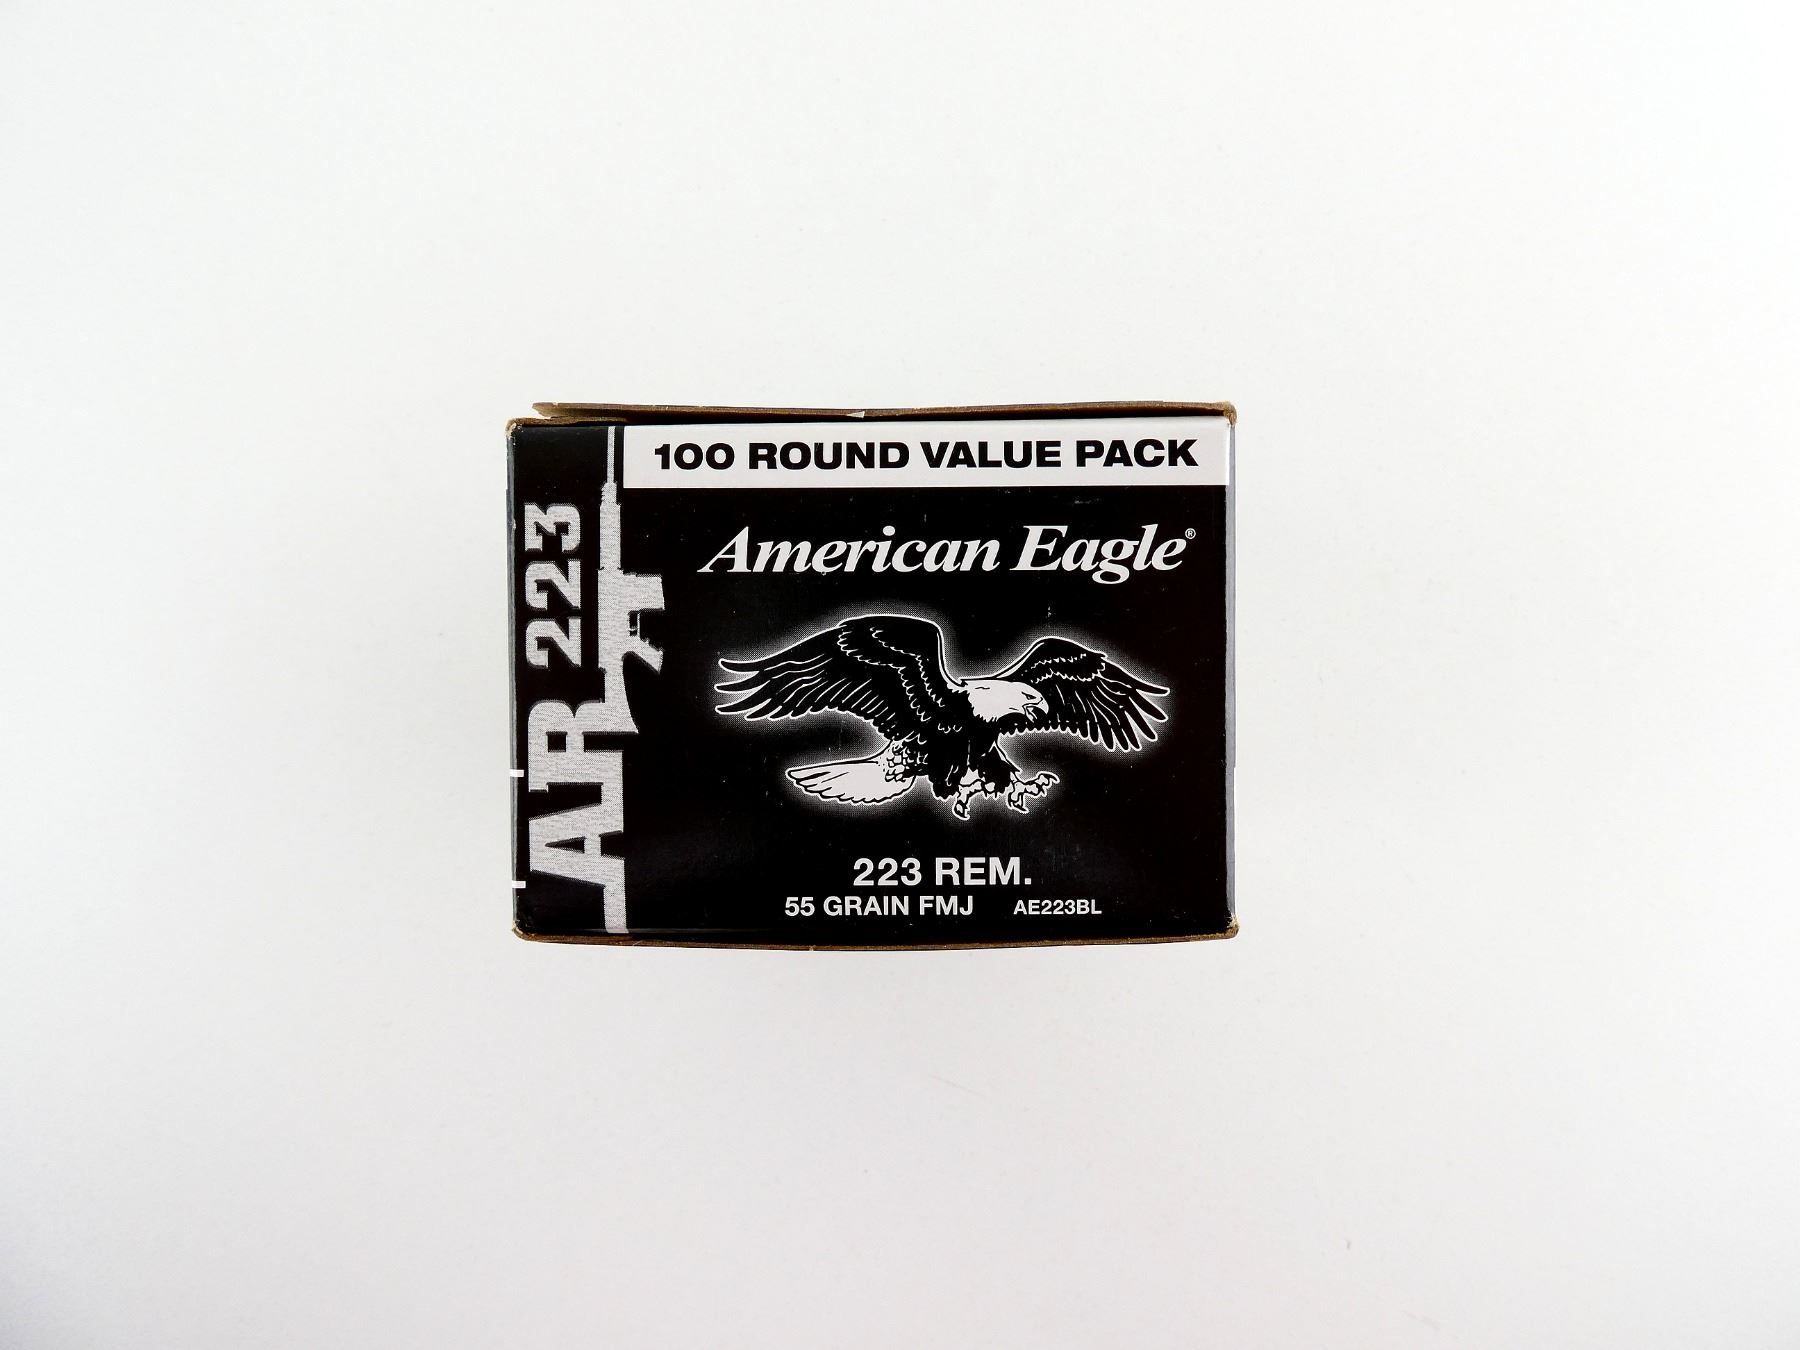 100 ROUND VALUE PACK
AR 223
American Eagle®
223 REM.
55 GRAIN FMJ AE223BL